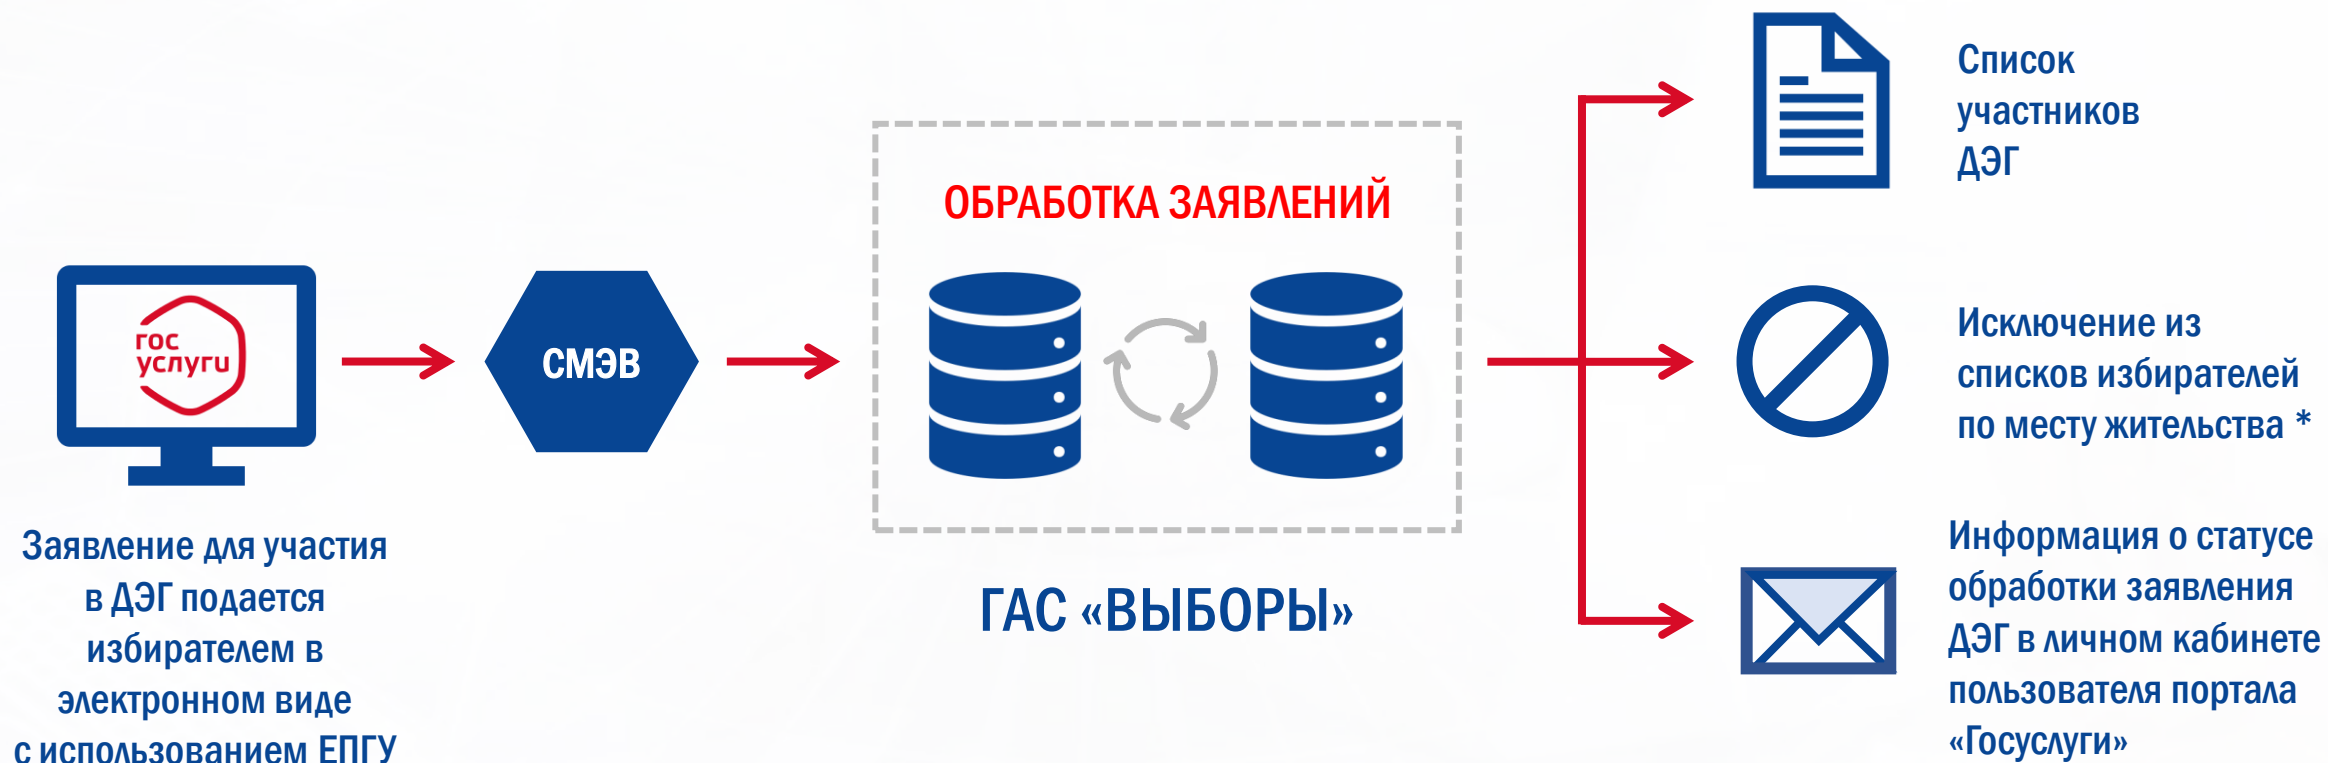 гос
услуги
Заявление для участия
в ДЭГ подается
избирателем в
электронном виде
с использованием ЕПГУ
СМЭВ
ОБРАБОТКА ЗАЯВЛЕНИЙ
ГАС «ВЫБОРЫ»
Список
участников
ДЭГ
Исключение из
списков избирателей
по месту жительства *
Информация о статусе
обработки заявления
ДЭГ в личном кабинете
пользователя портала
«Госуслуги»